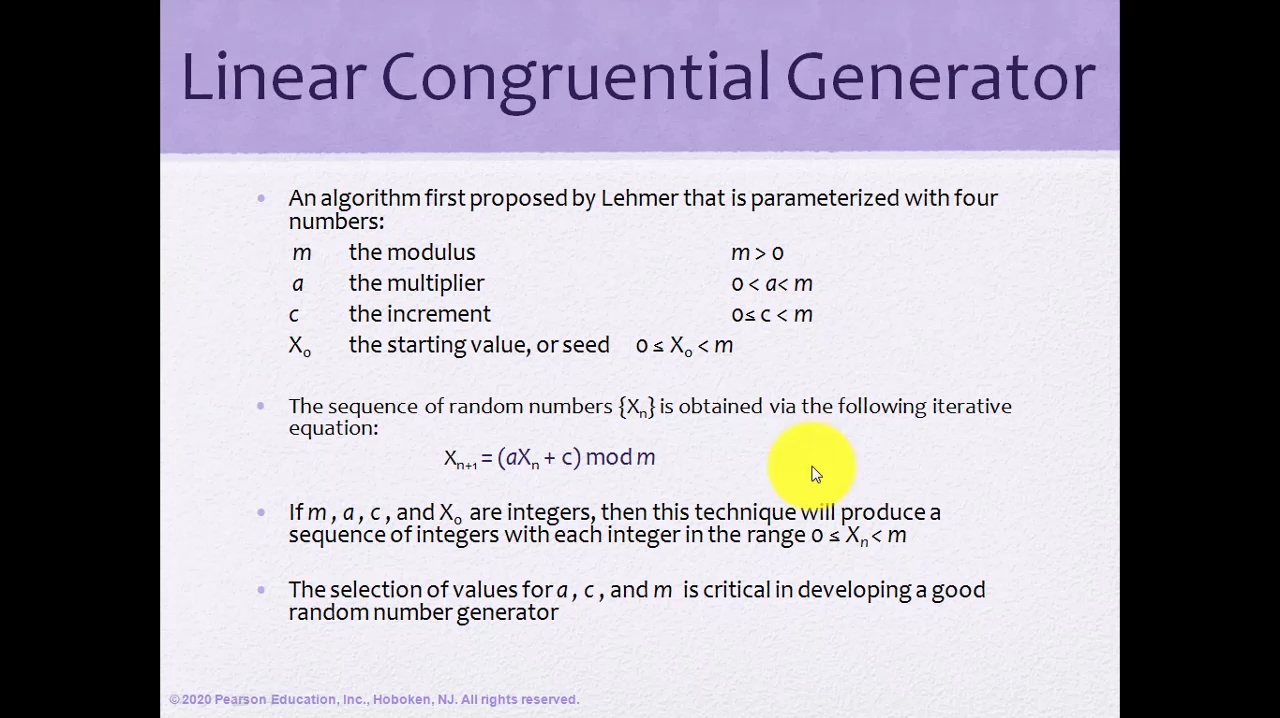 Linear Congruential Generator
• An algorithm first proposed by Lehmer that is parameterized with four
numbers:
m the modulus m > 0
a the multiplier 0 < a< m
c the increment 0≤ c < m
X₀ the starting value, or seed 0 ≤ X₀ < m
• The sequence of random numbers {Xₙ} is obtained via the following iterative
equation:
Xₙ₊₁ = (aXₙ + c) mod m
• If m , a , c , and X₀ are integers, then this technique will produce a
sequence of integers with each integer in the range 0 ≤ Xₙ< m
• The selection of values for a , c , and m is critical in developing a good
random number generator
©2020 Pearson Education, Inc., Hoboken, NJ. All rights reserved.